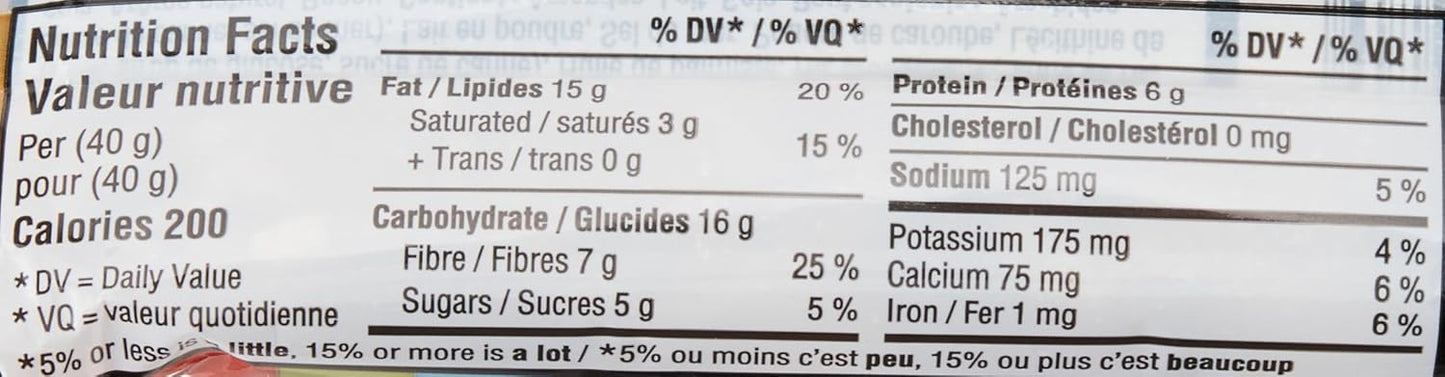 Nutrition Facts
Valeur nutritive
Per (40 g)
pour (40 g)
Calories 200
* DV = Daily Value
* VQ = valeur quotidienne
% DV* / % VQ*
Fat / Lipides 15 g 20 %
Saturated / saturés 3 g
+ Trans / trans 0 g 15 %
Carbohydrate / Glucides 16 g
Fibre / Fibres 7 g 25 %
Sugars / Sucres 5 g 5 %
% DV* / % VQ*
Protein / Protéines 6 g
Cholesterol / Cholestérol 0 mg
Sodium 125 mg 5 %
Potassium 175 mg 4 %
Calcium 75 mg 6 %
Iron / Fer 1 mg 6 %
*5% or less is little, 15% or more is a lot / *5% ou moins c'est peu, 15% ou plus c'est beaucoup